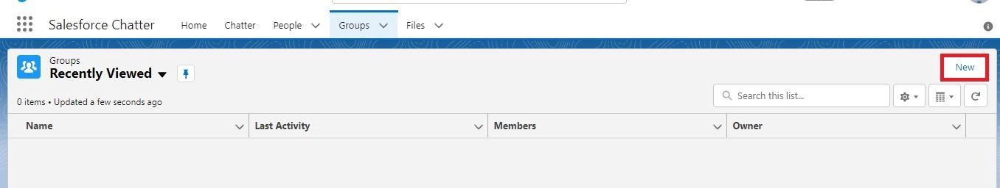 Salesforce Chatter Home Chatter People Groups Files
Groups
Recently Viewed
New
0 items • Updated a few seconds ago
Search this list...
Name Last Activity Members Owner